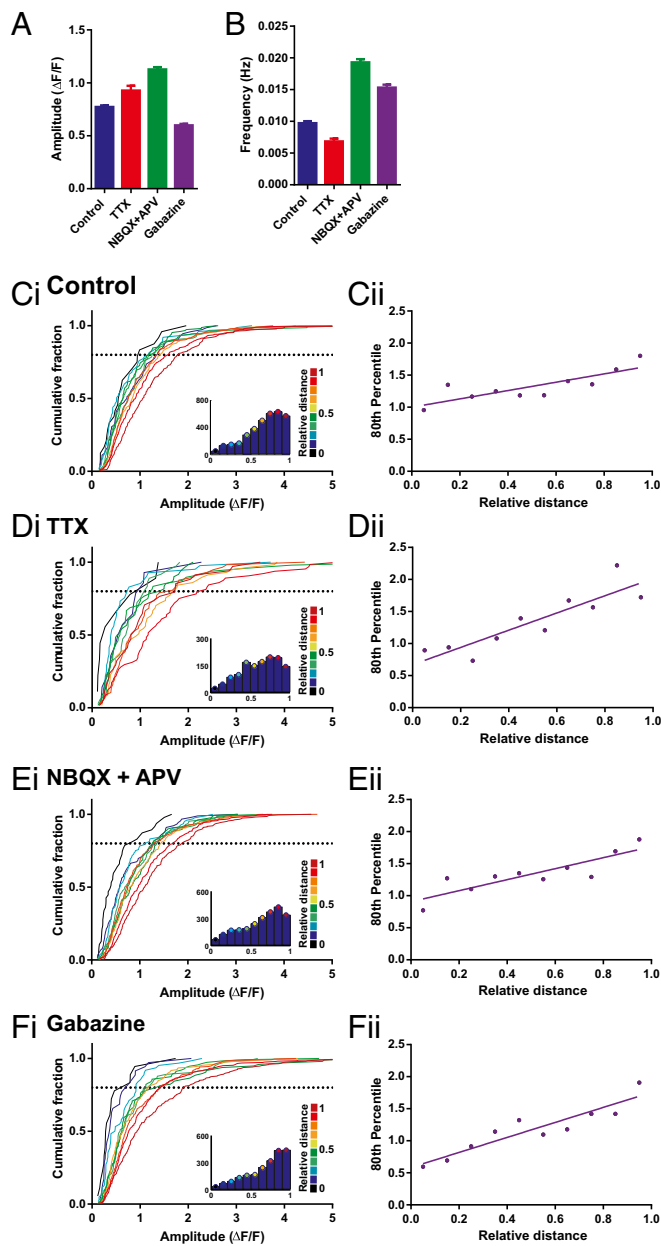 A
B
Amplitude (ΔF/F)
1.5
1.0
0.5
0.0
Control
TTX
NBQX+APV
Gabazine
Frequency (Hz)
0.020
0.015
0.010
0.005
0.000
Control
TTX
NBQX+APV
Gabazine
Ci Control
Cumulative fraction
1.0
0.5
0.0
0 1 2 3 4 5
Amplitude (ΔF/F)
800
400
0
0 0.5 1
Relative distance
1
0.5
0
Cii
80th Percentile
2.5
2.0
1.5
1.0
0.5
0.0
0.0 0.2 0.4 0.6 0.8 1.0
Relative distance
Di TTX
Cumulative fraction
1.0
0.5
0.0
0 1 2 3 4 5
Amplitude (ΔF/F)
300
150
0
0 0.5 1
Relative distance
1
0.5
0
Dii
80th Percentile
2.5
2.0
1.5
1.0
0.5
0.0
0.0 0.2 0.4 0.6 0.8 1.0
Relative distance
Ei NBQX + APV
Cumulative fraction
1.0
0.5
0.0
0 1 2 3 4 5
Amplitude (ΔF/F)
600
300
0
0 0.5 1
Relative distance
1
0.5
0
Eii
80th Percentile
2.5
2.0
1.5
1.0
0.5
0.0
0.0 0.2 0.4 0.6 0.8 1.0
Relative distance
Fi Gabazine
Cumulative fraction
1.0
0.5
0.0
0 1 2 3 4 5
Amplitude (ΔF/F)
600
300
0
0 0.5 1
Relative distance
1
0.5
0
Fii
80th Percentile
2.5
2.0
1.5
1.0
0.5
0.0
0.0 0.2 0.4 0.6 0.8 1.0
Relative distance